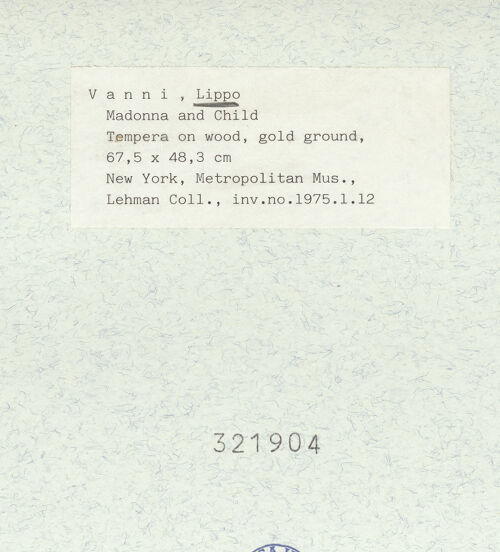 V a n n i , Lippo
Madonna and Child
Tempera on wood, gold ground,
67,5 x 48,3 cm
New York, Metropolitan Mus.,
Lehman Coll., inv.no.1975.1.12
321904